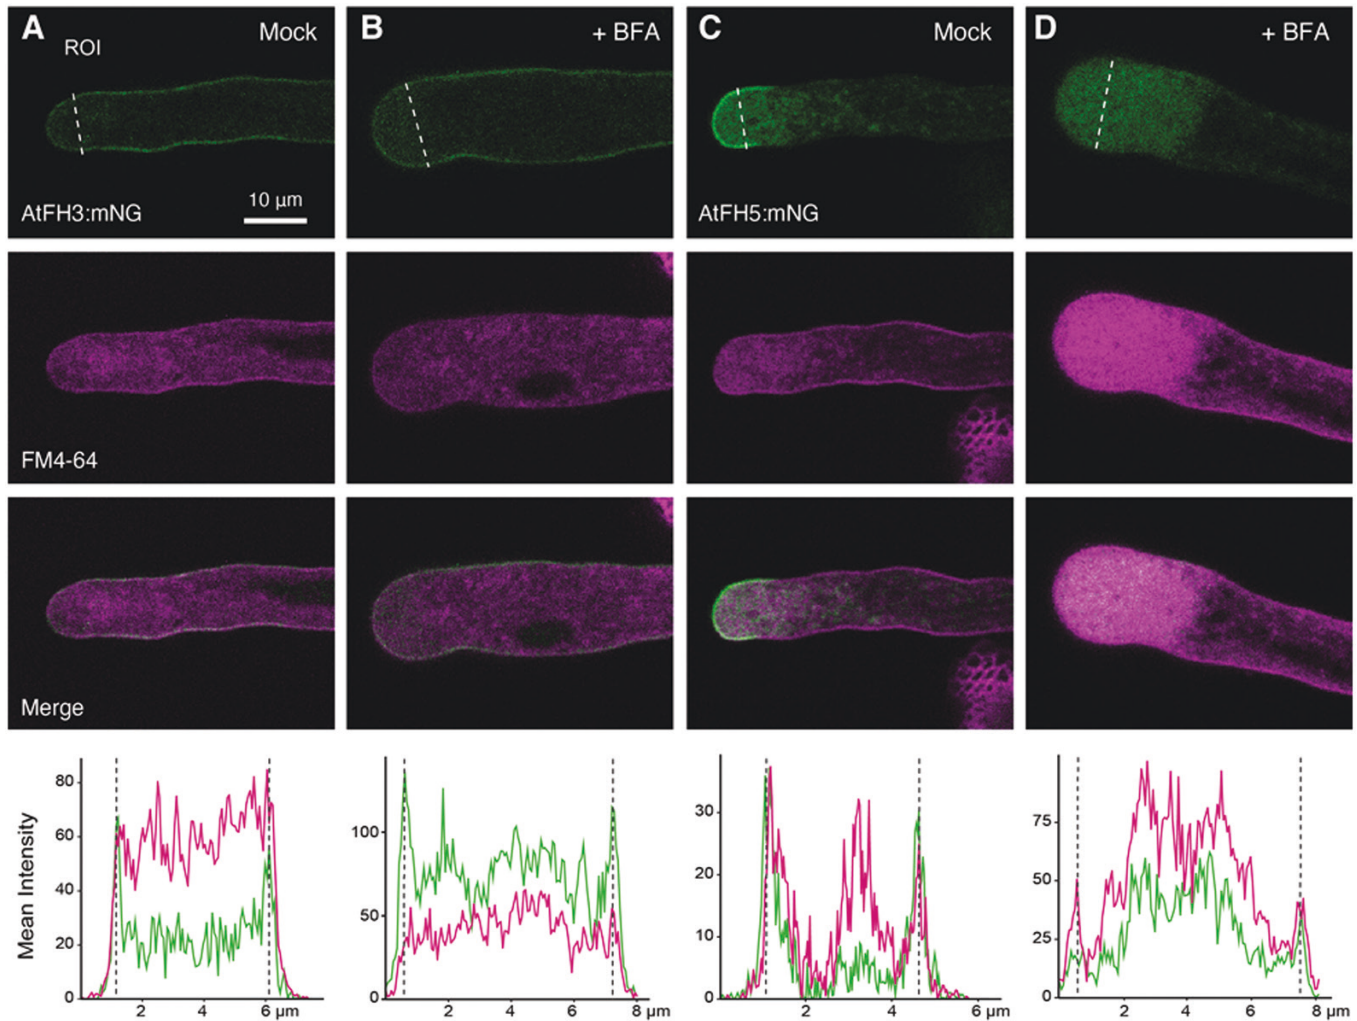 A
ROI
Mock
AtFH3:mNG
10 µm
B
+ BFA
C
Mock
AtFH5:mNG
D
+ BFA
FM4-64
Merge
Mean Intensity
80
60
40
20
0
2
4
6 µm
100
50
0
2
4
6
8 µm
30
20
10
0
2
4
6 µm
75
50
25
0
2
4
6
8 µm